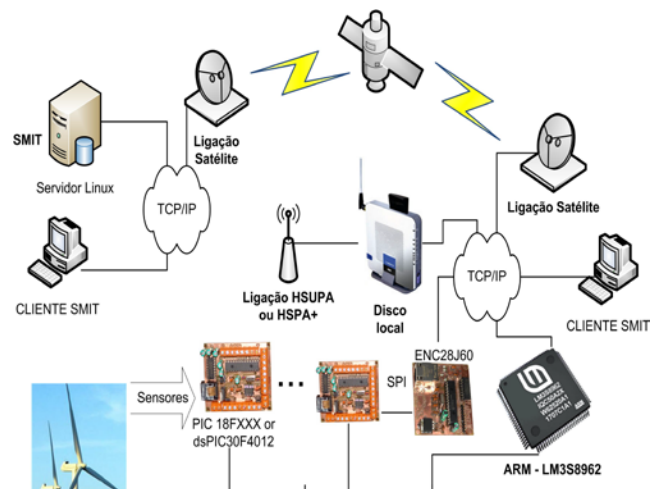 SMIT
Servidor Linux
Ligação
Satélite
TCP/IP
CLIENTE SMIT
Ligação Satélite
Ligação HSUPA
ou HSPA+
Disco
local
TCP/IP
CLIENTE SMIT
Sensores
PIC 18FXXX or
dsPIC30F4012
...
SPI
ENC28J60
LM3S8962
ARM - LM3S8962